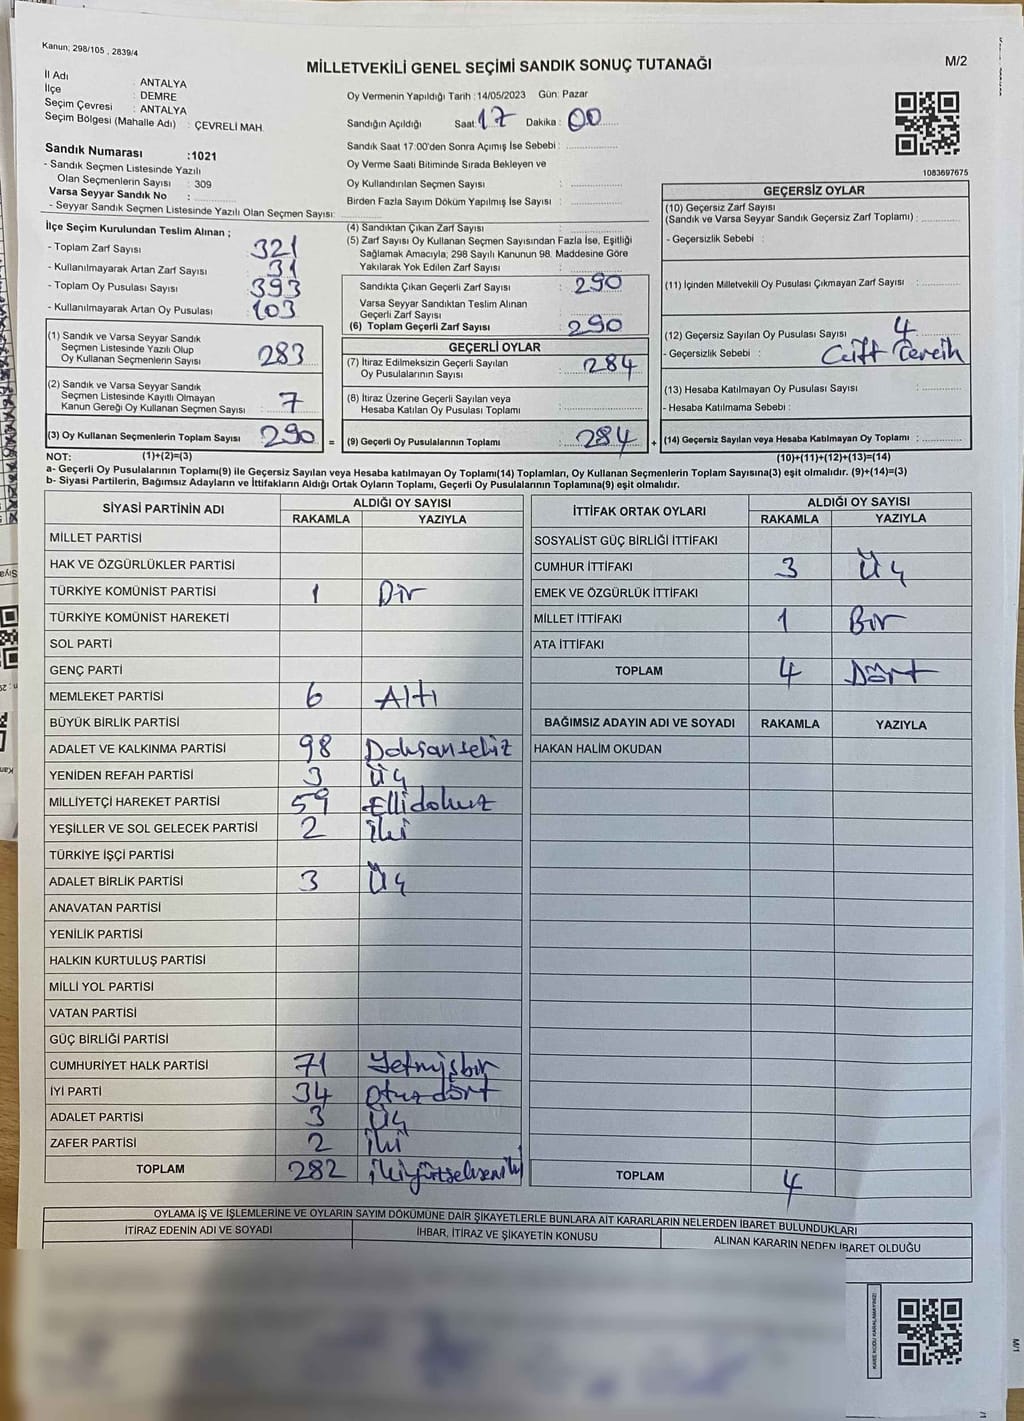 Kanun; 298/105 , 2839/4
MİLLETVEKİLİ GENEL SEÇİMİ SANDIK SONUÇ TUTANAĞI
M/2
İl Adı : ANTALYA
İlçe : DEMRE
Seçim Çevresi : ANTALYA
Seçim Bölgesi (Mahalle Adı) : ÇEVRELİ MAH.
Oy Vermenin Yapıldığı Tarih :14/05/2023 Gün: Pazar
Sandığın Açıldığı Saat: 17 Dakika : 00
Sandık Saat 17:00'den Sonra Açımış İse Sebebi :
Oy Verme Saati Bitiminde Sırada Bekleyen ve
Oy Kullandırılan Seçmen Sayısı :
Birden Fazla Sayım Döküm Yapılmış İse Sayısı :
Sandık Numarası :1021
- Sandık Seçmen Listesinde Yazılı
Olan Seçmenlerin Sayısı : 309
Varsa Seyyar Sandık No :
- Seyyar Sandık Seçmen Listesinde Yazılı Olan Seçmen Sayısı:
1083697675
İlçe Seçim Kurulundan Teslim Alınan ;
- Toplam Zarf Sayısı 321
- Kullanılmayarak Artan Zarf Sayısı 31
- Toplam Oy Pusulası Sayısı 393
- Kullanılmayarak Artan Oy Pusulası 103
(1) Sandık ve Varsa Seyyar Sandık
Seçmen Listesinde Yazılı Olup
Oy Kullanan Seçmenlerin Sayısı 283
(2) Sandık ve Varsa Seyyar Sandık
Seçmen Listesinde Kayıtlı Olmayan
Kanun Gereği Oy Kullanan Seçmen Sayısı 7
(3) Oy Kullanan Seçmenlerin Toplam Sayısı 290 =
(4) Sandıktan Çıkan Zarf Sayısı :
(5) Zarf Sayısı Oy Kullanan Seçmen Sayısından Fazla İse, Eşitliği
Sağlamak Amacıyla; 298 Sayılı Kanunun 98. Maddesine Göre
Yakılarak Yok Edilen Zarf Sayısı :
Sandıkta Çıkan Geçerli Zarf Sayısı : 290
Varsa Seyyar Sandıktan Teslim Alınan
Geçerli Zarf Sayısı :
(6) Toplam Geçerli Zarf Sayısı : 290
GEÇERLİ OYLAR
(7) İtiraz Edilmeksizin Geçerli Sayılan
Oy Pusulalarının Sayısı : 284
(8) İtiraz Üzerine Geçerli Sayılan veya
Hesaba Katılan Oy Pusulası Toplamı :
(9) Geçerli Oy Pusulalarının Toplamı : 284 +
GEÇERSİZ OYLAR
(10) Geçersiz Zarf Sayısı
(Sandık ve Varsa Seyyar Sandık Geçersiz Zarf Toplamı) :
- Geçersizlik Sebebi :
(11) İçinden Milletvekili Oy Pusulası Çıkmayan Zarf Sayısı :
(12) Geçersiz Sayılan Oy Pusulası Sayısı : 4
- Geçersizlik Sebebi : Çift Tercih
(13) Hesaba Katılmayan Oy Pusulası Sayısı :
- Hesaba Katılmama Sebebi :
(14) Geçersiz Sayılan veya Hesaba Katılmayan Oy Toplamı :
NOT: (1)+(2)=(3)
(10)+(11)+(12)+(13)=(14)
a- Geçerli Oy Pusulalarının Toplamı(9) ile Geçersiz Sayılan veya Hesaba katılmayan Oy Toplamı(14) Toplamları, Oy Kullanan Seçmenlerin Toplam Sayısına(3) eşit olmalıdır. (9)+(14)=(3)
b- Siyasi Partilerin, Bağımsız Adayların ve İttifakların Aldığı Ortak Oyların Toplamı, Geçerli Oy Pusulalarının Toplamına(9) eşit olmalıdır.
SİYASİ PARTİNİN ADI ALDIĞI OY SAYISI
RAKAMLA YAZIYLA
MİLLET PARTİSİ
HAK VE ÖZGÜRLÜKLER PARTİSİ
TÜRKİYE KOMÜNİST PARTİSİ 1 Bir
TÜRKİYE KOMÜNİST HAREKETİ
SOL PARTİ
GENÇ PARTİ
MEMLEKET PARTİSİ 6 Altı
BÜYÜK BİRLİK PARTİSİ
ADALET VE KALKINMA PARTİSİ 98 Doksansekiz
YENİDEN REFAH PARTİSİ 3 Üç
MİLLİYETÇİ HAREKET PARTİSİ 59 Ellidokuz
YEŞİLLER VE SOL GELECEK PARTİSİ 2 İki
TÜRKİYE İŞÇİ PARTİSİ
ADALET BİRLİK PARTİSİ 3 Üç
ANAVATAN PARTİSİ
YENİLİK PARTİSİ
HALKIN KURTULUŞ PARTİSİ
MİLLİ YOL PARTİSİ
VATAN PARTİSİ
GÜÇ BİRLİĞİ PARTİSİ
CUMHURİYET HALK PARTİSİ 71 Yetmişbir
İYİ PARTİ 34 Otuzdört
ADALET PARTİSİ 3 Üç
ZAFER PARTİSİ 2 İki
TOPLAM 282 İkiyüzsekseniki
İTTİFAK ORTAK OYLARI ALDIĞI OY SAYISI
RAKAMLA YAZIYLA
SOSYALİST GÜÇ BİRLİĞİ İTTİFAKI
CUMHUR İTTİFAKI 3 Üç
EMEK VE ÖZGÜRLÜK İTTİFAKI
MİLLET İTTİFAKI 1 Bir
ATA İTTİFAKI
TOPLAM 4 Dört
BAĞIMSIZ ADAYIN ADI VE SOYADI RAKAMLA YAZIYLA
HAKAN HALİM OKUDAN
TOPLAM 4
OYLAMA İŞ VE İŞLEMLERİNE VE OYLARIN SAYIM DÖKÜMÜNE DAİR ŞİKAYETLERLE BUNLARA AİT KARARLARIN NELERDEN İBARET BULUNDUKLARI
İTİRAZ EDENİN ADI VE SOYADI İHBAR, İTİRAZ VE ŞİKAYETİN KONUSU ALINAN KARARIN NEDEN İBARET OLDUĞU
KARE KODU KARALAMAYINIZ!
M/1